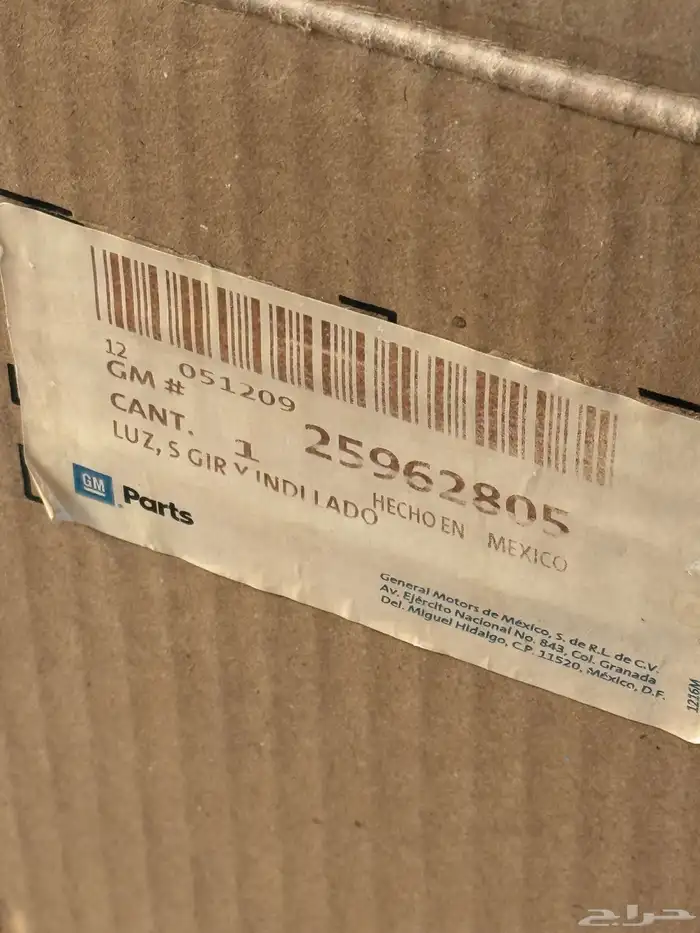 12 051209
GM # 25962805
CANT. 1 HECHO EN MEXICO
LUZ, S GIR Y INDI LADO
GM Parts
General Motors de México, S. de R.L. de C.V.
Av. Ejército Nacional No. 843, Col. Granada
Del. Miguel Hidalgo, C.P. 11520, México, D.F.
1216M
حراج